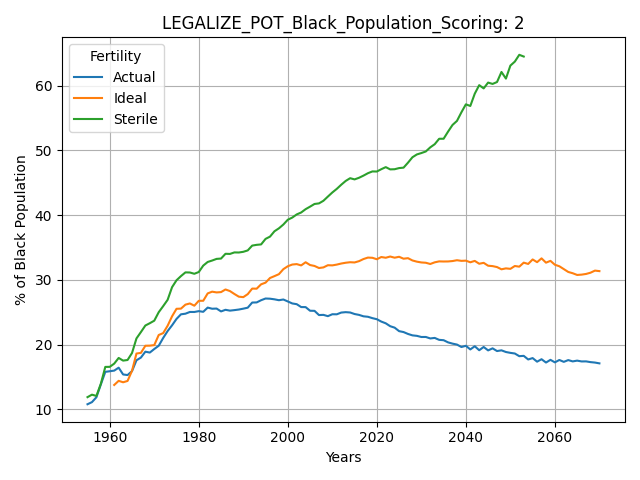 LEGALIZE_POT_Black_Population_Scoring: 2
Fertility
Actual
Ideal
Sterile
% of Black Population
60
50
40
30
20
10
1960 1980 2000 2020 2040 2060
Years